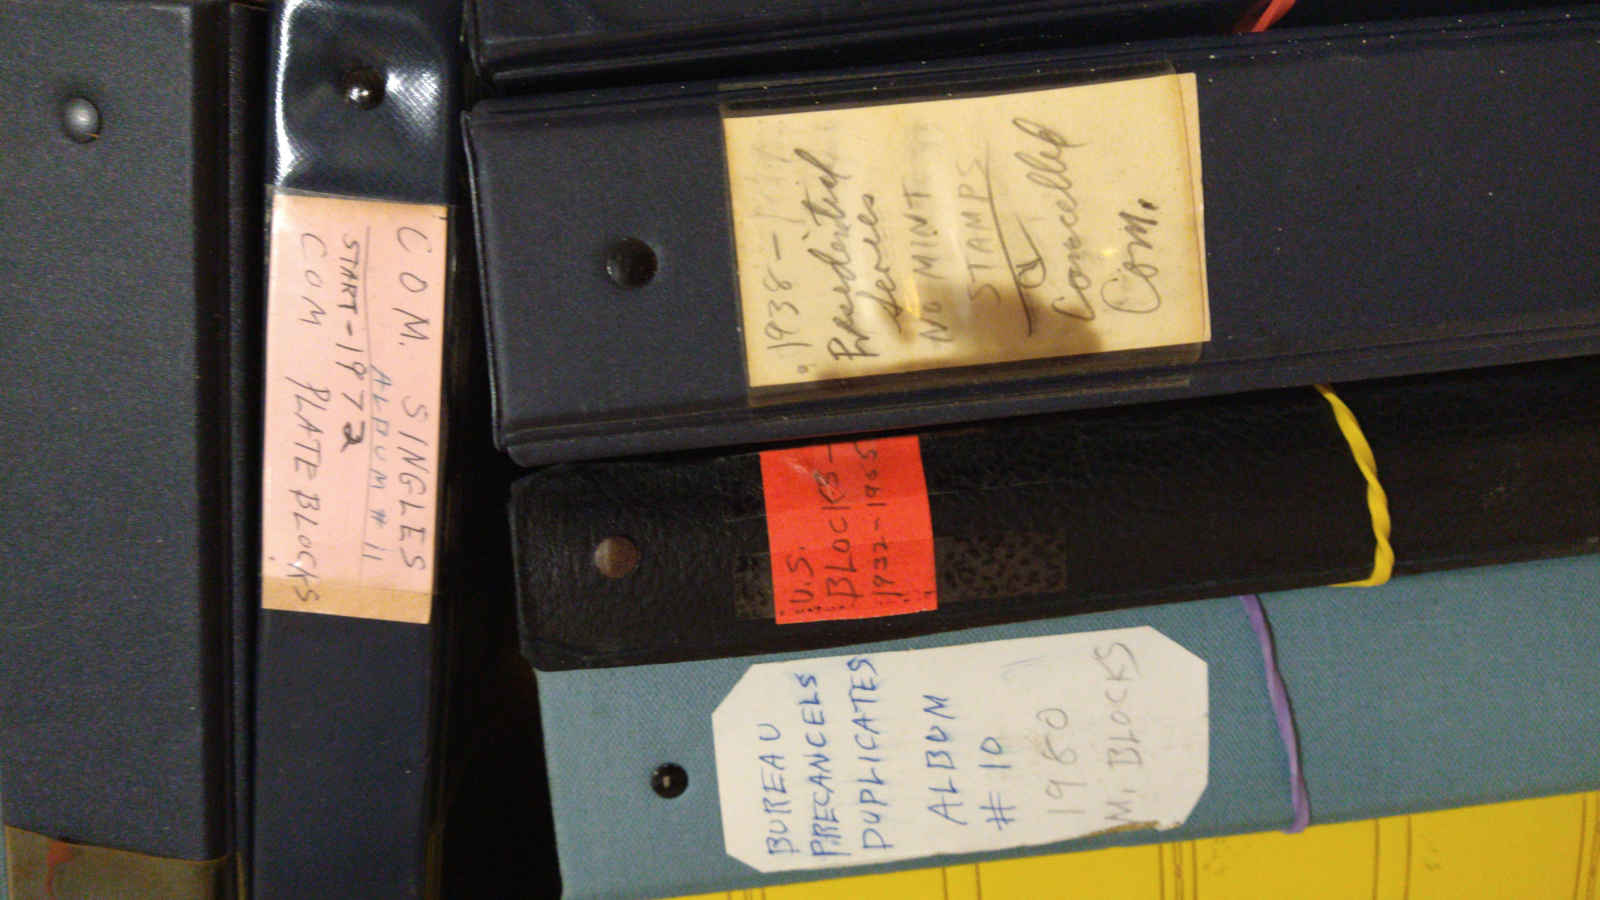 COM. SINGLES
ALBUM # 11
START-1972
COM PLATE BLOCKS
1938-
Presidential
Series
NO MINT
STAMPS
Cancelled
Com.
U.S.
BLOCKS-
1932-1965
BUREAU
PRECANCELS
DUPLICATES
ALBUM
#10
1980
M. BLOCKS